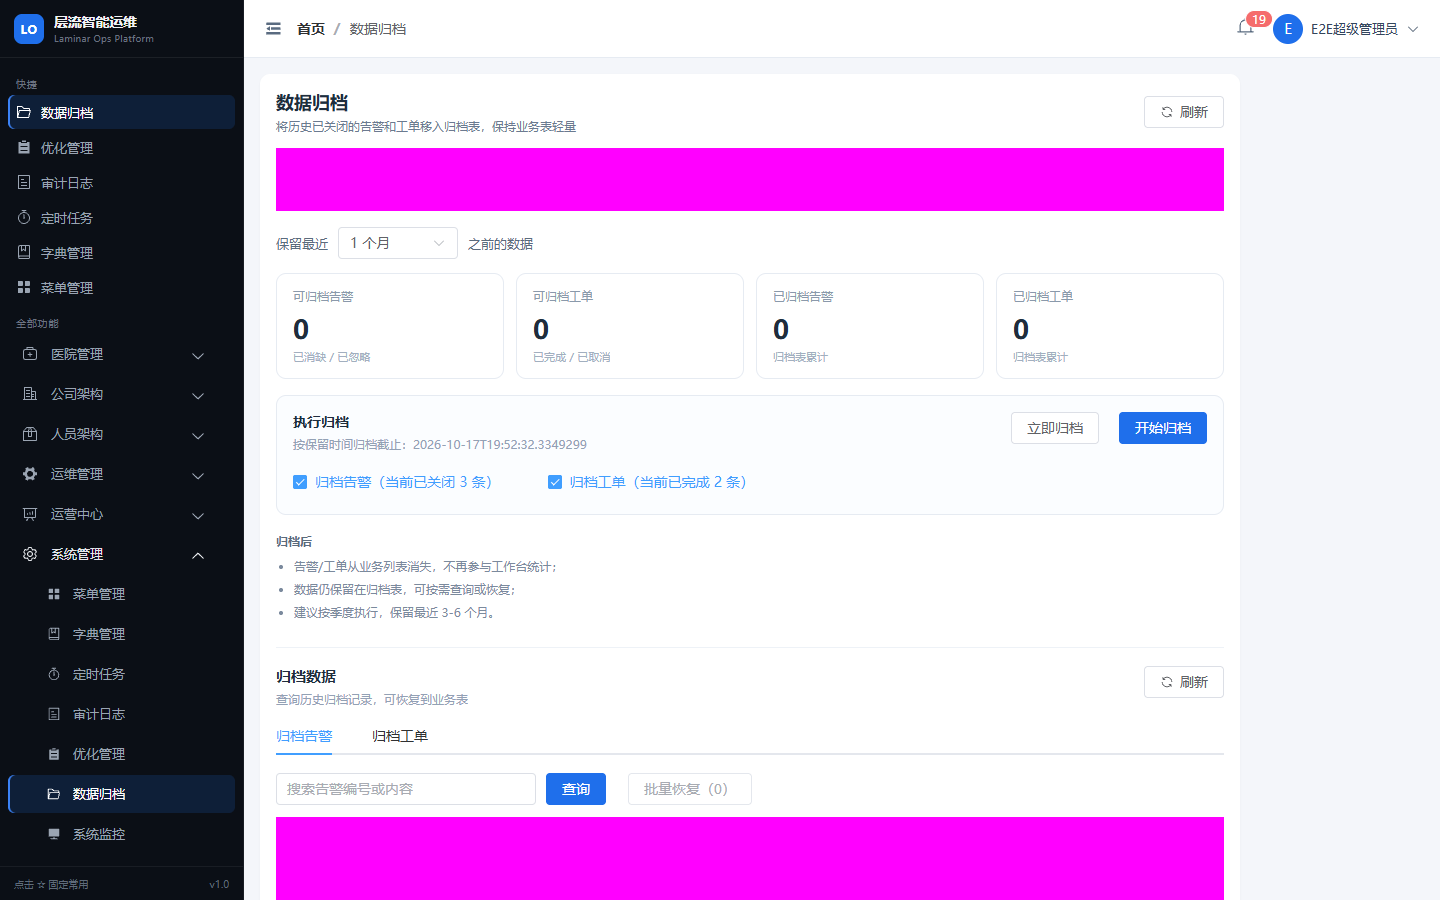 LO
层流智能运维
Laminar Ops Platform
首页 / 数据归档
19
E
E2E超级管理员
快捷
数据归档
优化管理
审计日志
定时任务
字典管理
菜单管理
全部功能
医院管理
公司架构
人员架构
运维管理
运营中心
系统管理
菜单管理
字典管理
定时任务
审计日志
优化管理
数据归档
系统监控
点击 ☆ 固定常用
v1.0
数据归档
将历史已关闭的告警和工单移入归档表，保持业务表轻量
刷新
保留最近 1 个月 之前的数据
可归档告警
0
已消缺 / 已忽略
可归档工单
0
已完成 / 已取消
已归档告警
0
归档表累计
已归档工单
0
归档表累计
执行归档
按保留时间归档截止：2026-10-17T19:52:32.3349299
立即归档
开始归档
归档告警（当前已关闭 3 条）
归档工单（当前已完成 2 条）
归档后
• 告警/工单从业务列表消失，不再参与工作台统计；
• 数据仍保留在归档表，可按需查询或恢复；
• 建议按季度执行，保留最近 3-6 个月。
归档数据
查询历史归档记录，可恢复到业务表
刷新
归档告警
归档工单
搜索告警编号或内容
查询
批量恢复（0）